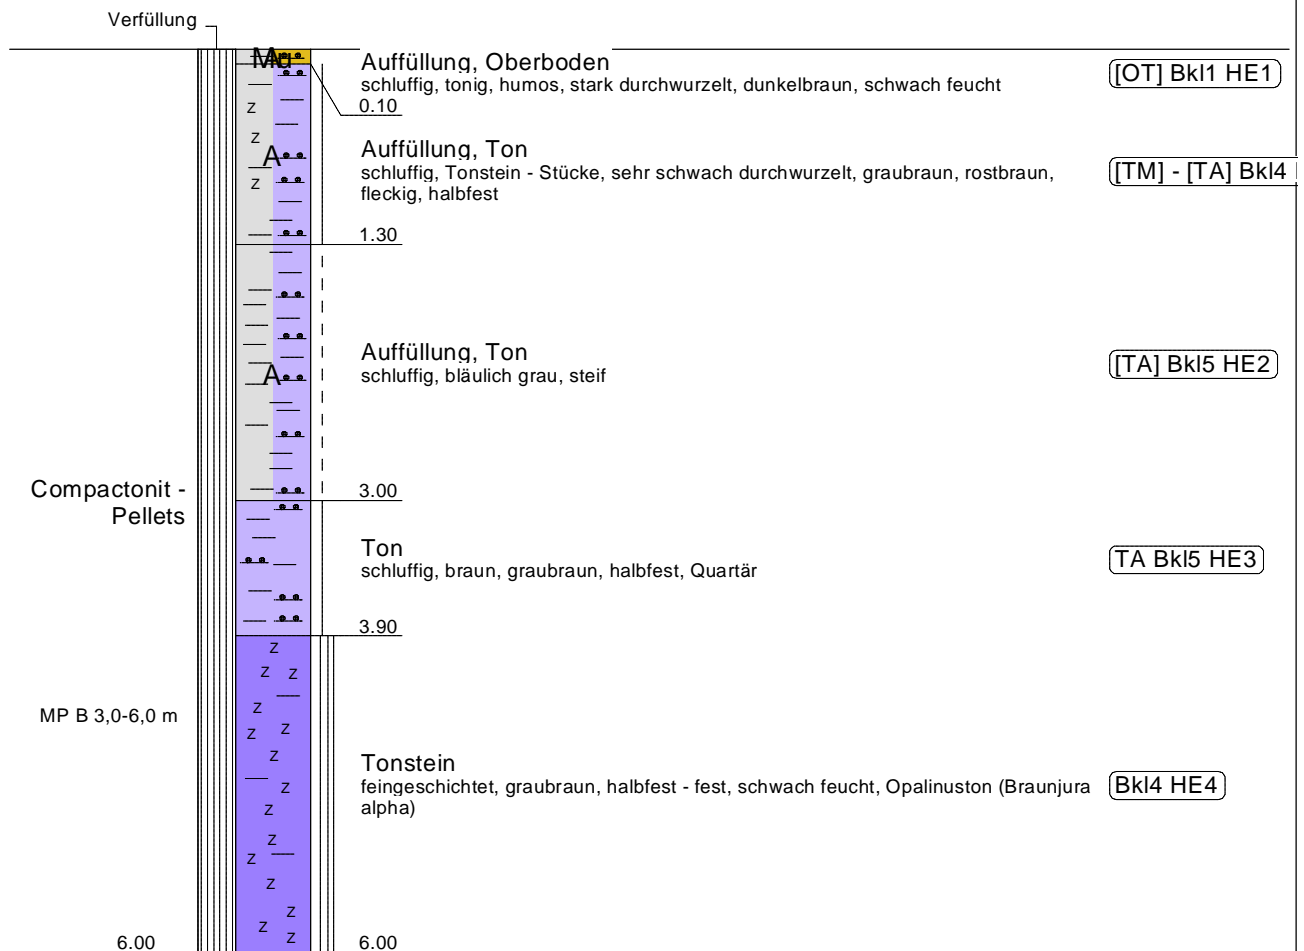 Verfüllung
Mu
Auffüllung, Oberboden
schluffig, tonig, humos, stark durchwurzelt, dunkelbraun, schwach feucht
0.10
[OT] Bkl1 HE1
A
Auffüllung, Ton
schluffig, Tonstein - Stücke, sehr schwach durchwurzelt, graubraun, rostbraun,
fleckig, halbfest
1.30
[TM] - [TA] Bkl4
A
Auffüllung, Ton
schluffig, bläulich grau, steif
3.00
[TA] Bkl5 HE2
Compactonit -
Pellets
Ton
schluffig, braun, graubraun, halbfest, Quartär
3.90
TA Bkl5 HE3
MP B 3,0-6,0 m
Tonstein
feingeschichtet, graubraun, halbfest - fest, schwach feucht, Opalinuston (Braunjura
alpha)
Bkl4 HE4
6.00
6.00